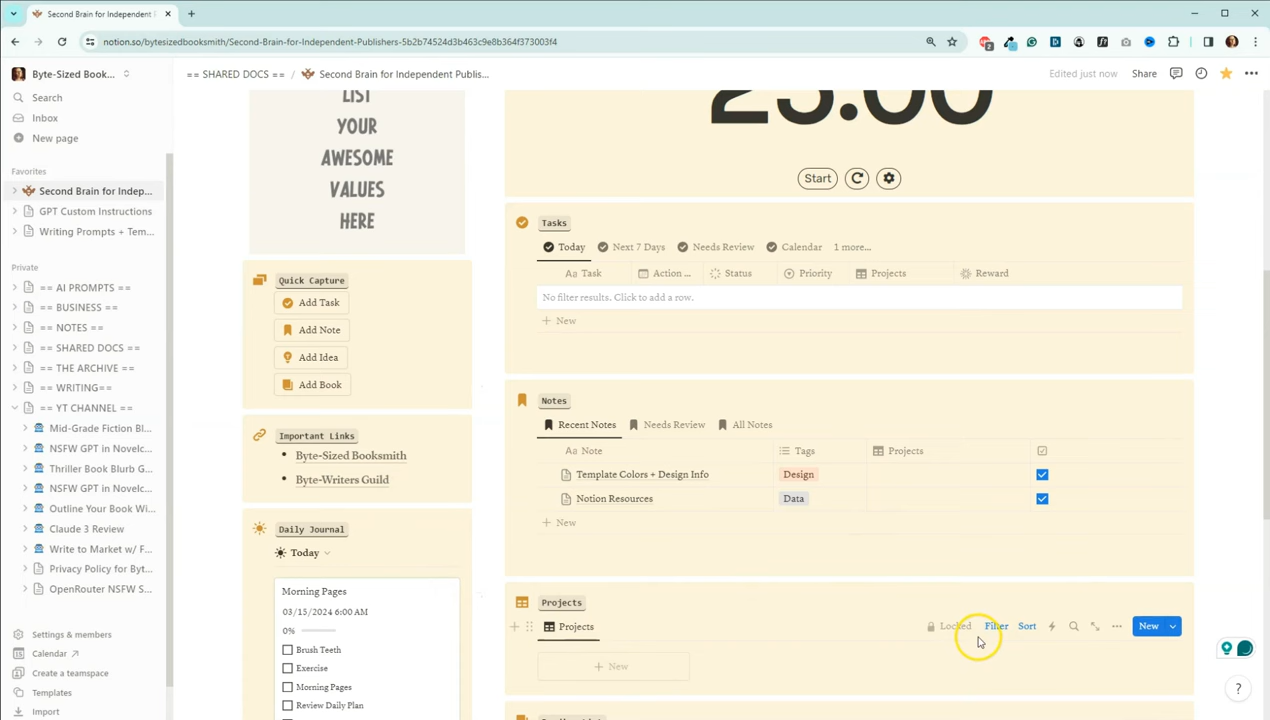 Second Brain for Independent F
notion.so/bytesizedbooksmith/Second-Brain-for-Independent-Publishers-5b2b74524d3b463c9e8b364f373003f4
Byte-Sized Book...
== SHARED DOCS == / Second Brain for Independent Publis...
Edited just now Share
Search
Inbox
New page
Favorites
Second Brain for Indep...
GPT Custom Instructions
Writing Prompts + Tem...
Private
== AI PROMPTS ==
== BUSINESS ==
== NOTES ==
== SHARED DOCS ==
== THE ARCHIVE ==
== WRITING==
== YT CHANNEL ==
Mid-Grade Fiction Bl...
NSFW GPT in Novelc...
Thriller Book Blurb G...
NSFW GPT in Novelc...
Outline Your Book Wi...
Claude 3 Review
Write to Market w/ F...
Privacy Policy for Byt...
OpenRouter NSFW S...
Settings & members
Calendar
Create a teamspace
Templates
Import
LIST
YOUR
AWESOME
VALUES
HERE
Quick Capture
Add Task
Add Note
Add Idea
Add Book
Important Links
Byte-Sized Booksmith
Byte-Writers Guild
Daily Journal
Today
Morning Pages
03/15/2024 6:00 AM
0%
Brush Teeth
Exercise
Morning Pages
Review Daily Plan
25:00
Start
Tasks
Today Next 7 Days Needs Review Calendar 1 more...
Aa Task Action ... Status Priority Projects Reward
No filter results. Click to add a row.
+ New
Notes
Recent Notes Needs Review All Notes
Aa Note Tags Projects
Template Colors + Design Info Design
Notion Resources Data
+ New
Projects
Projects Locked Filter Sort New
+ New
?